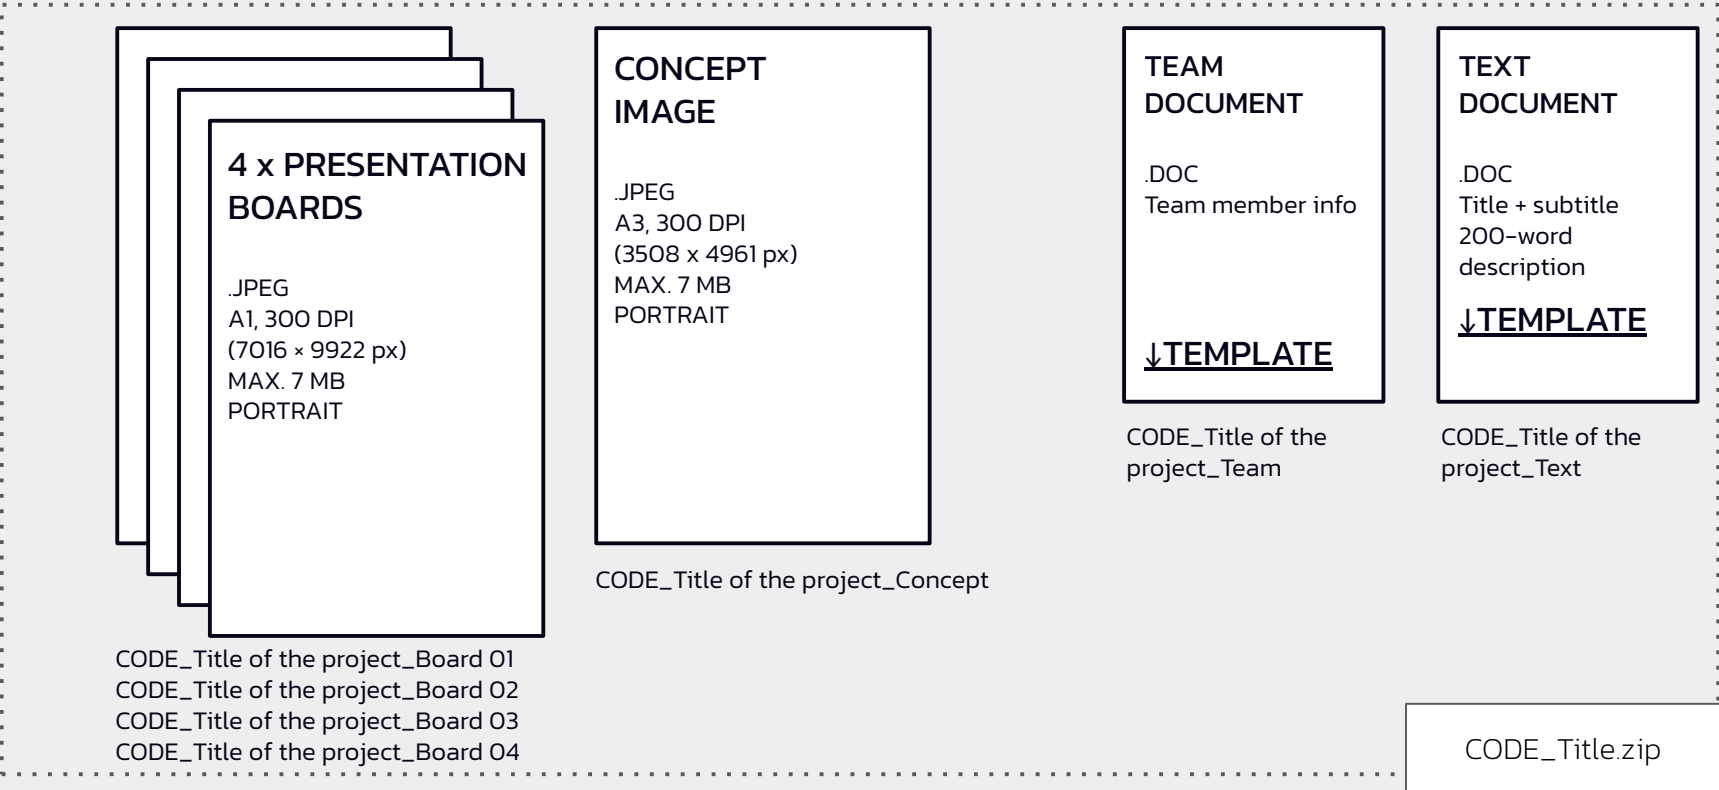 4 x PRESENTATION
BOARDS
.JPEG
A1, 300 DPI
(7016 × 9922 px)
MAX. 7 MB
PORTRAIT
CODE_Title of the project_Board 01
CODE_Title of the project_Board 02
CODE_Title of the project_Board 03
CODE_Title of the project_Board 04
CONCEPT
IMAGE
.JPEG
A3, 300 DPI
(3508 x 4961 px)
MAX. 7 MB
PORTRAIT
CODE_Title of the project_Concept
TEAM
DOCUMENT
.DOC
Team member info
↓TEMPLATE
CODE_Title of the
project_Team
TEXT
DOCUMENT
.DOC
Title + subtitle
200-word
description
↓TEMPLATE
CODE_Title of the
project_Text
CODE_Title.zip